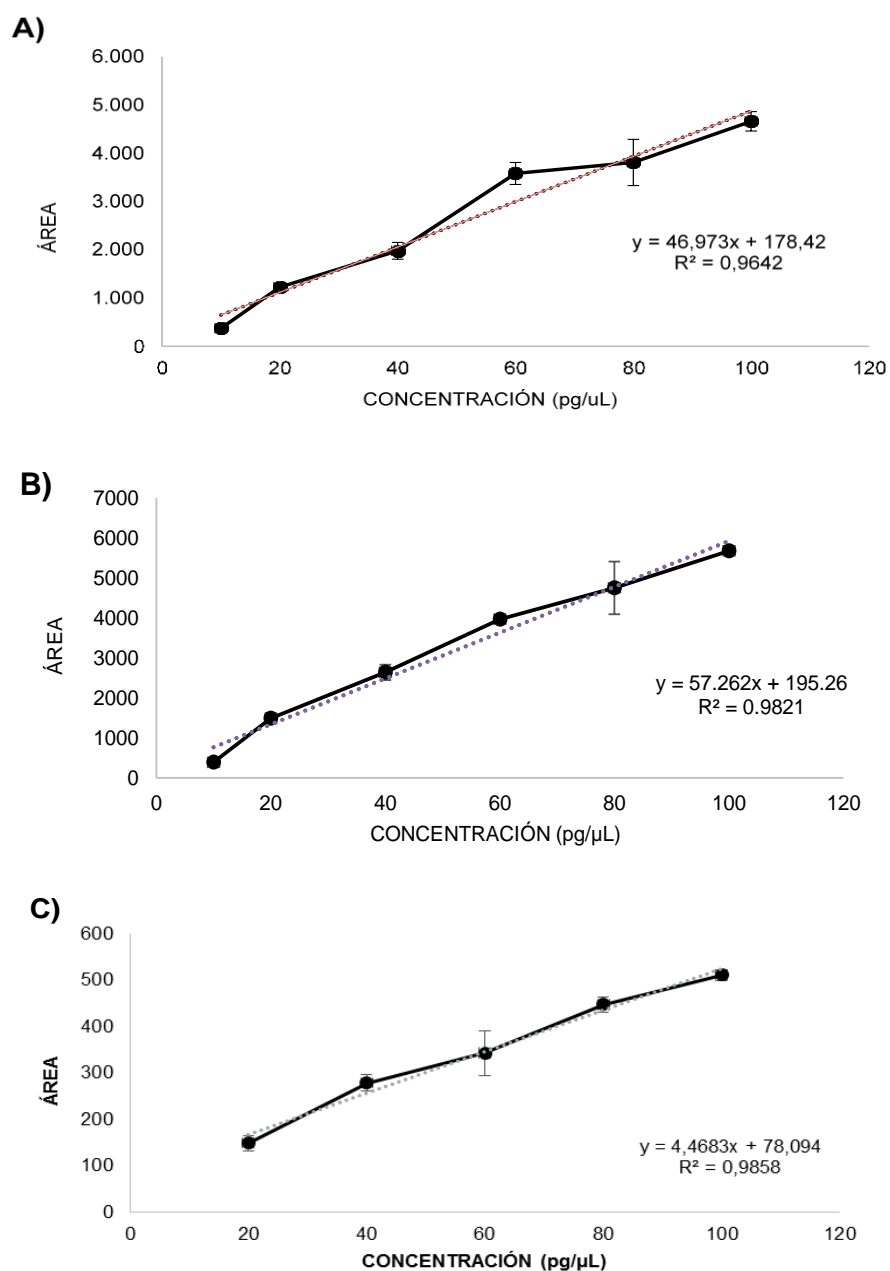 A)
6.000
5.000
4.000
3.000
2.000
1.000
0
ÁREA
y = 46,973x + 178,42
R² = 0,9642
0 20 40 60 80 100 120
CONCENTRACIÓN (pg/uL)
B)
7000
6000
5000
4000
3000
2000
1000
0
ÁREA
y = 57.262x + 195.26
R² = 0.9821
0 20 40 60 80 100 120
CONCENTRACIÓN (pg/µL)
C)
600
500
400
300
200
100
0
ÁREA
y = 4,4683x + 78,094
R² = 0,9858
0 20 40 60 80 100 120
CONCENTRACIÓN (pg/µL)